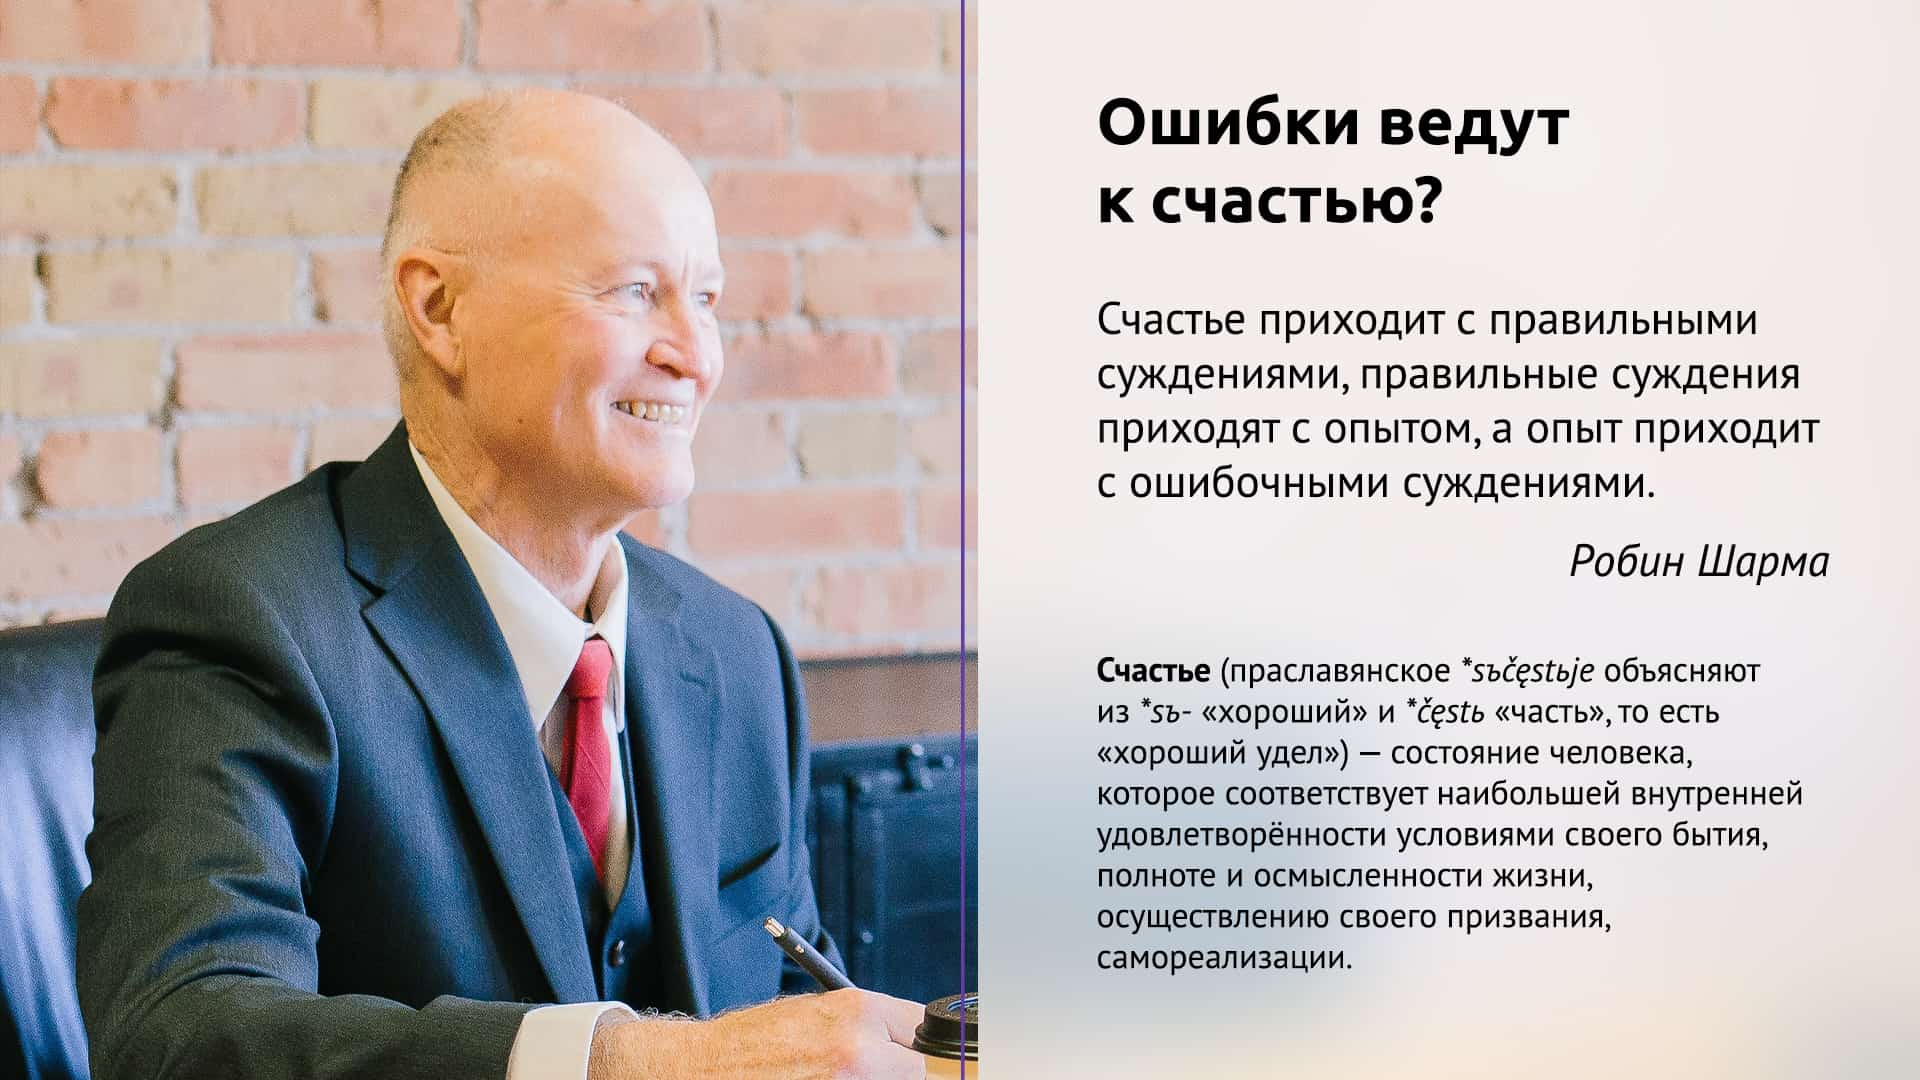 Ошибки ведут
к счастью?
Счастье приходит с правильными
суждениями, правильные суждения
приходят с опытом, а опыт приходит
с ошибочными суждениями.
Робин Шарма
Счастье (праславянское *sъčęstьje объясняют
из *sъ- «хороший» и *čęstь «часть», то есть
«хороший удел») — состояние человека,
которое соответствует наибольшей внутренней
удовлетворённости условиями своего бытия,
полноте и осмысленности жизни,
осуществлению своего призвания,
самореализации.